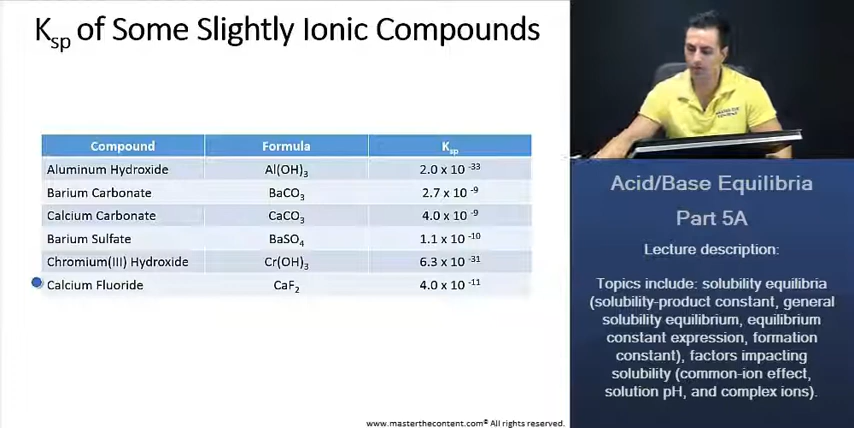 Ksp of Some Slightly Ionic Compounds
Compound Formula Ksp
Aluminum Hydroxide Al(OH)3 2.0 x 10 -33
Barium Carbonate BaCO3 2.7 x 10 -9
Calcium Carbonate CaCO3 4.0 x 10 -9
Barium Sulfate BaSO4 1.1 x 10 -10
Chromium(III) Hydroxide Cr(OH)3 6.3 x 10 -31
Calcium Fluoride CaF2 4.0 x 10 -11
www.masterthecontent.com© All rights reserved.
Acid/Base Equilibria
Part 5A
Lecture description:
Topics include: solubility equilibria
(solubility-product constant, general
solubility equilibrium, equilibrium
constant expression, formation
constant), factors impacting
solubility (common-ion effect,
solution pH, and complex ions).